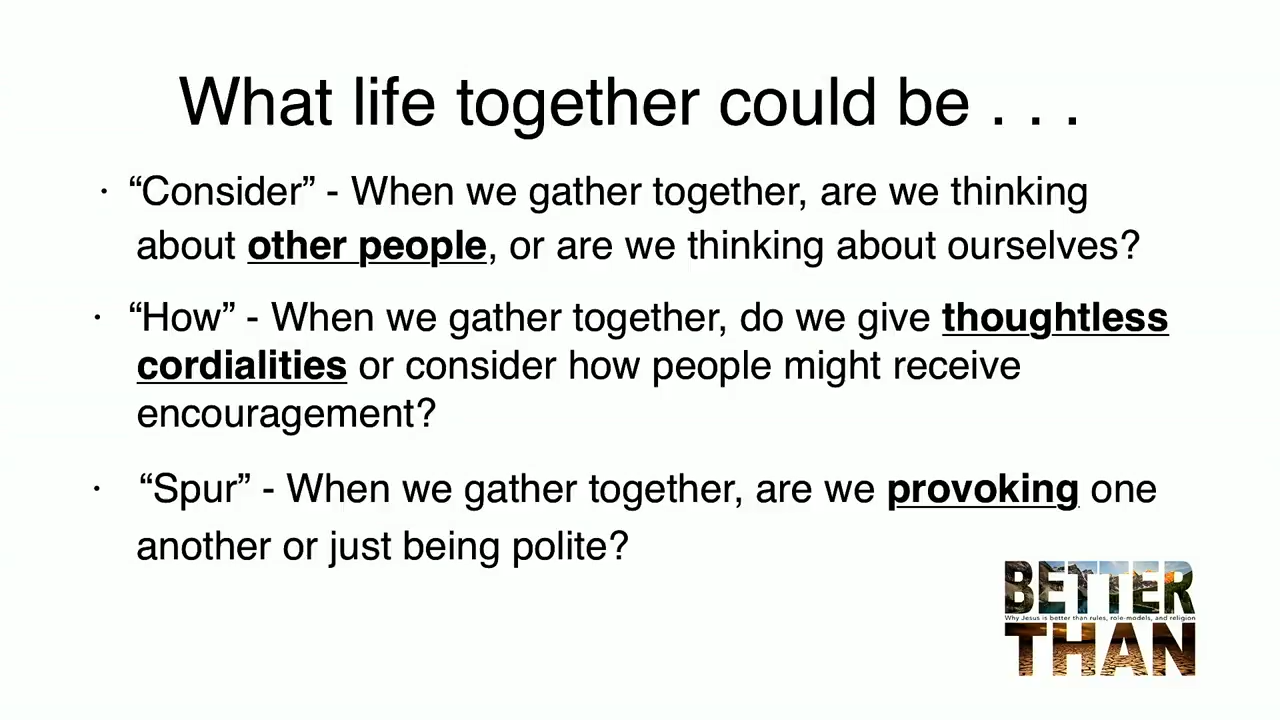 What life together could be . . .
· “Consider” - When we gather together, are we thinking
about other people, or are we thinking about ourselves?
· “How” - When we gather together, do we give thoughtless
cordialities or consider how people might receive
encouragement?
· “Spur” - When we gather together, are we provoking one
another or just being polite?
BETTER
Why Jesus is better than rules, role-models, and religion
THAN